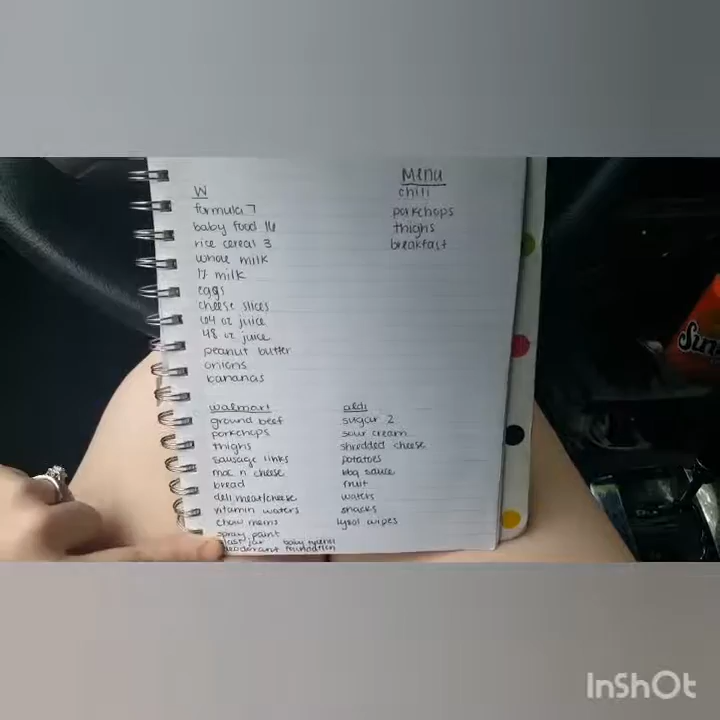 W
formula 7
baby food 16
rice cereal 3
whole milk
1% milk
eggs
cheese slices
64 oz juice
48 oz juice
peanut butter
onions
bananas
Menu
chili
porkchops
thighs
breakfast
walmart
ground beef
porkchops
thighs
sausage links
mac n cheese
bread
deli meat/cheese
vitamin waters
chow meins
spray paint
baby
deodorant foundation
aldi
sugar 2
sour cream
shredded cheese
potatoes
bbq sauce
fruit
waters
snacks
lysol wipes
Sun
InShOt